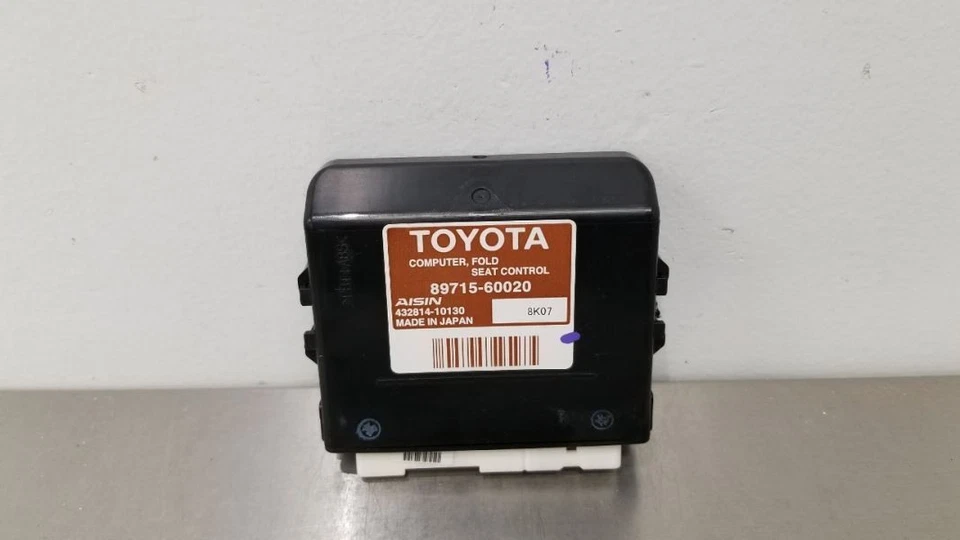 TOYOTA
COMPUTER, FOLD
SEAT CONTROL
89715-60020
AISIN
432814-10130
8K07
MADE IN JAPAN